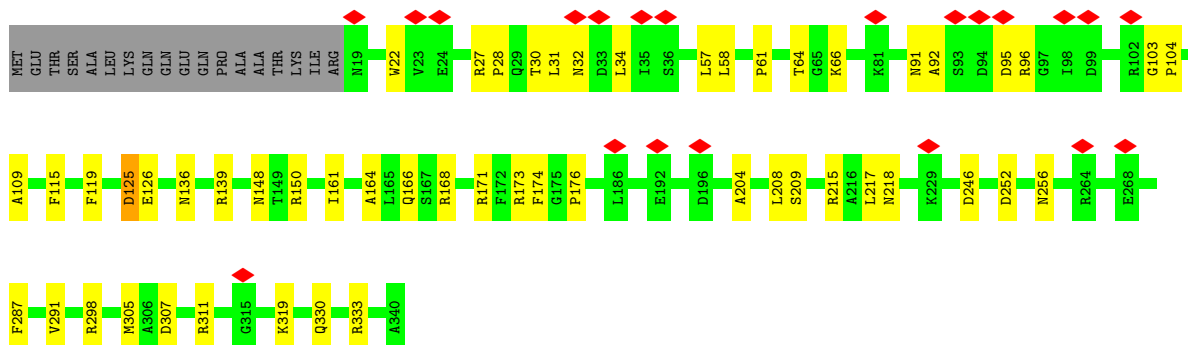 MET GLU THR SER ALA LEU LYS GLN GLN GLU GLN PRO ALA ALA THR LYS ILE ARG N19 W22 V23 E24 R27 P28 Q29 T30 L31 N32 D33 L34 I35 S36 L57 L58 P61 T64 G65 K66 K81 N91 A92 S93 D94 D95 R96 G97 I98 D99 R102 G103 P104
A109 F115 F119 D125 E126 N136 R139 N148 T149 R150 I161 A164 L165 Q166 S167 R168 R171 F172 R173 F174 G175 P176 L186 E192 D196 A204 L208 S209 R215 A216 L217 N218 K229 D246 D252 N256 R264 E268
F287 V291 R298 M305 A306 D307 R311 G315 K319 Q330 R333 A340